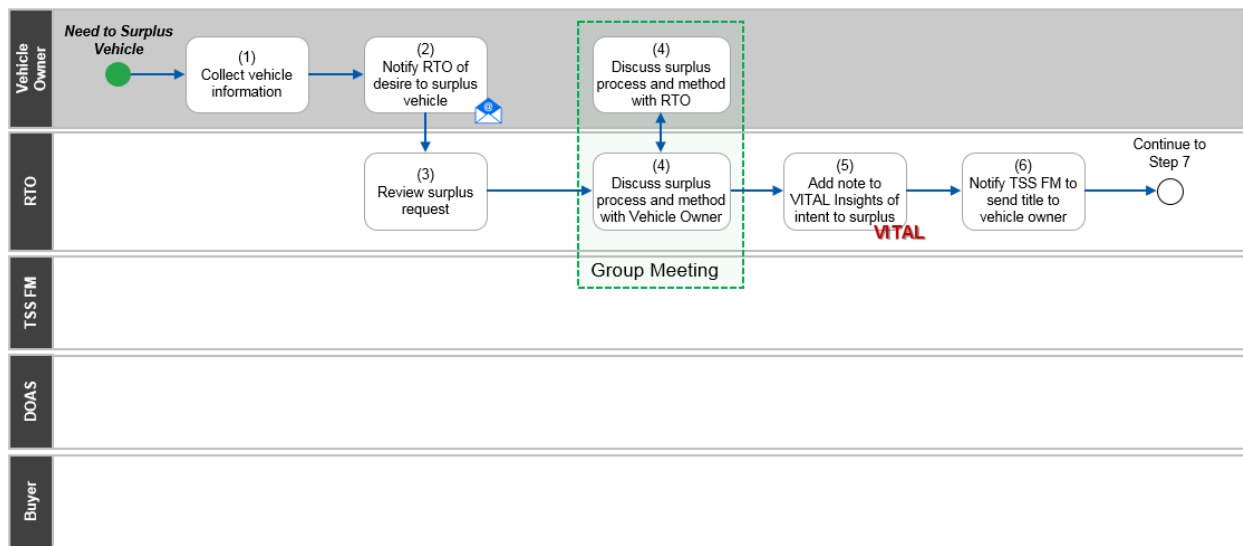 Vehicle
Owner
Need to Surplus
Vehicle
(1)
Collect vehicle
information
(2)
Notify RTO of
desire to surplus
vehicle
@
(4)
Discuss surplus
process and method
with RTO
RTO
(3)
Review surplus
request
(4)
Discuss surplus
process and method
with Vehicle Owner
(5)
Add note to
VITAL Insights of
intent to surplus
VITAL
(6)
Notify TSS FM to
send title to
vehicle owner
Continue to
Step 7
Group Meeting
TSS FM
DOAS
Buyer